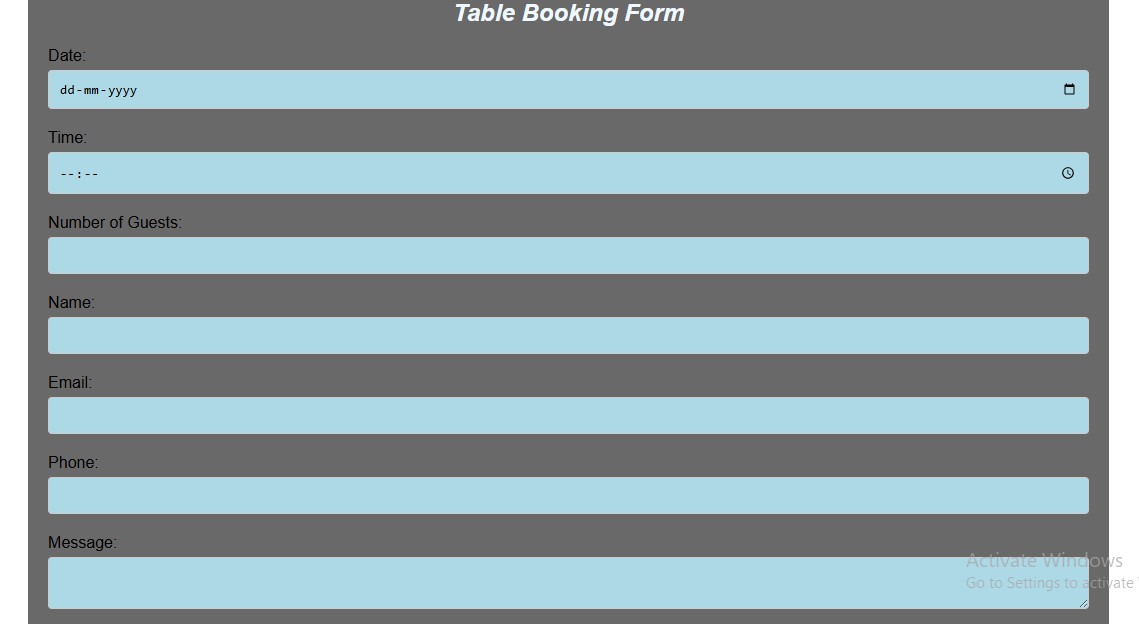 Table Booking Form
Date:
dd-mm-yyyy
Time:
--:--
Number of Guests:
Name:
Email:
Phone:
Message:
Activate Windows
Go to Settings to activate